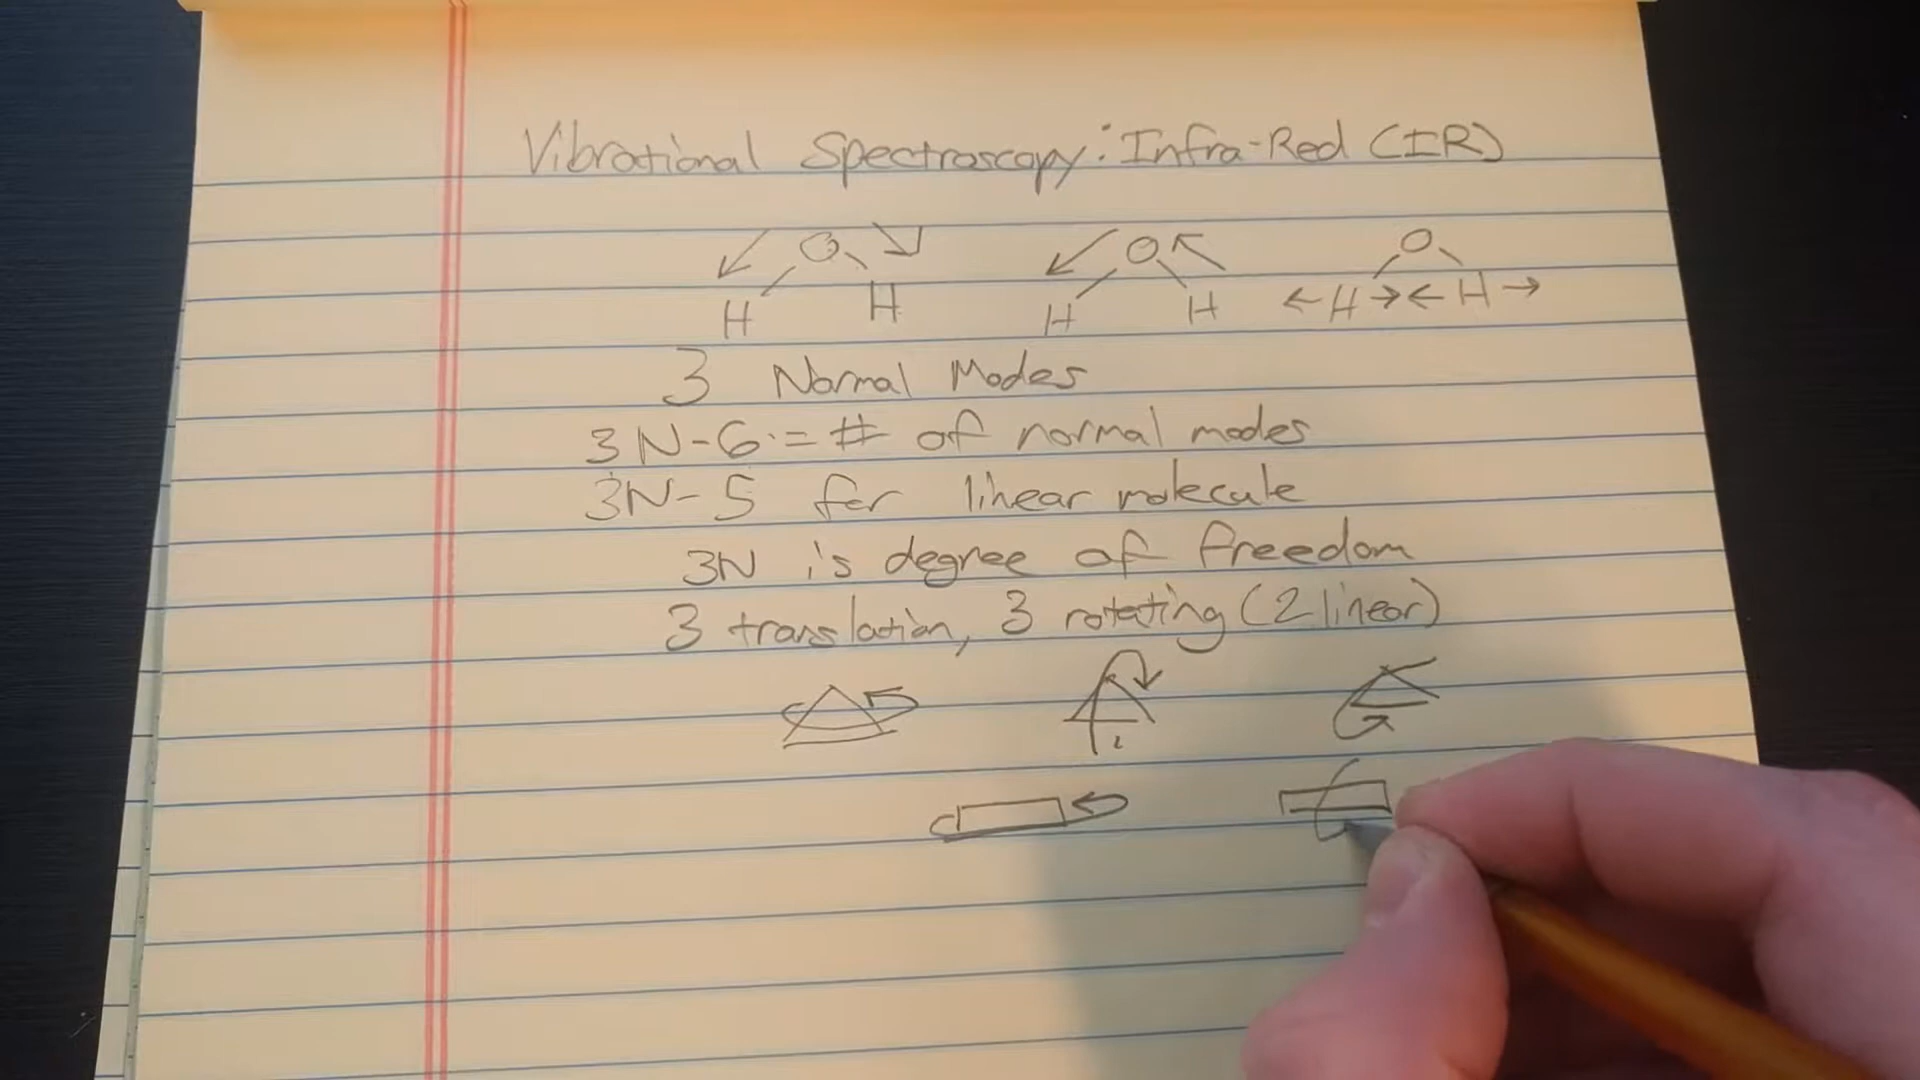 Vibrational Spectroscopy: Infra-Red (IR)
O O O
H H H H ←H→←H→
3 Normal Modes
3N-6 = # of normal modes
3N-5 for linear molecule
3N is degree of freedom
3 translation, 3 rotating (2 linear)